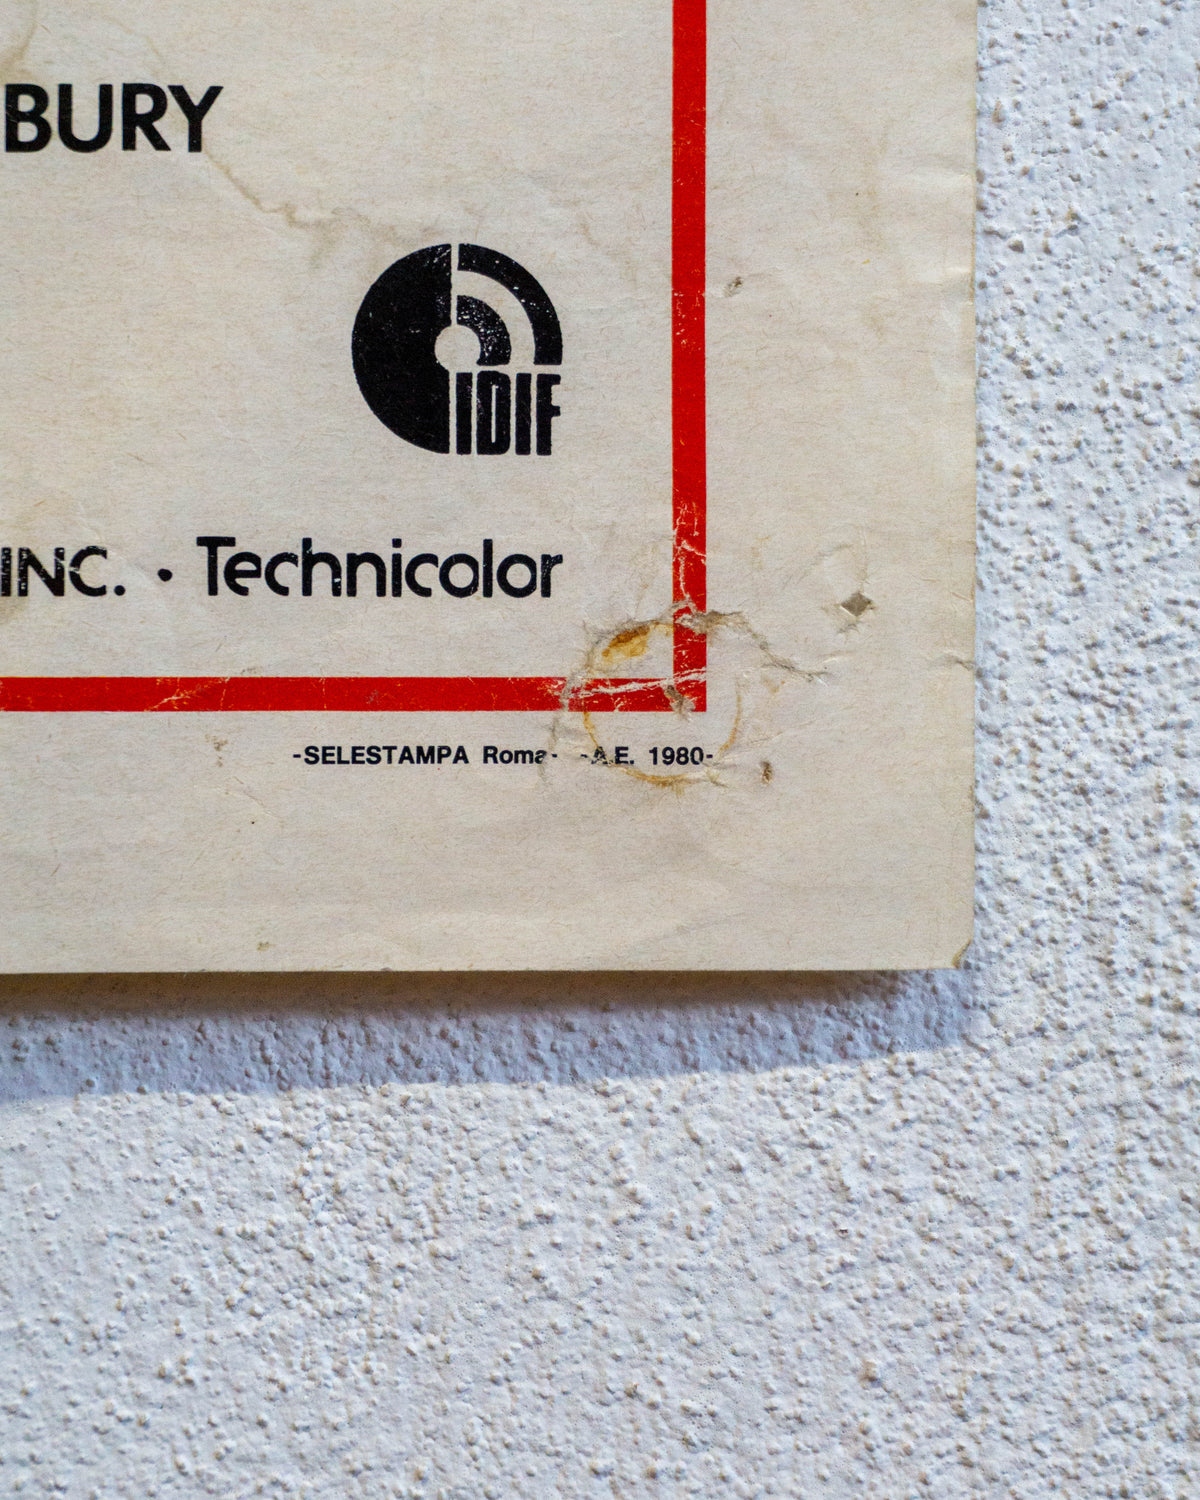 BURY
IDIF
INC. · Technicolor
-SELESTAMPA Roma- -A.E. 1980-